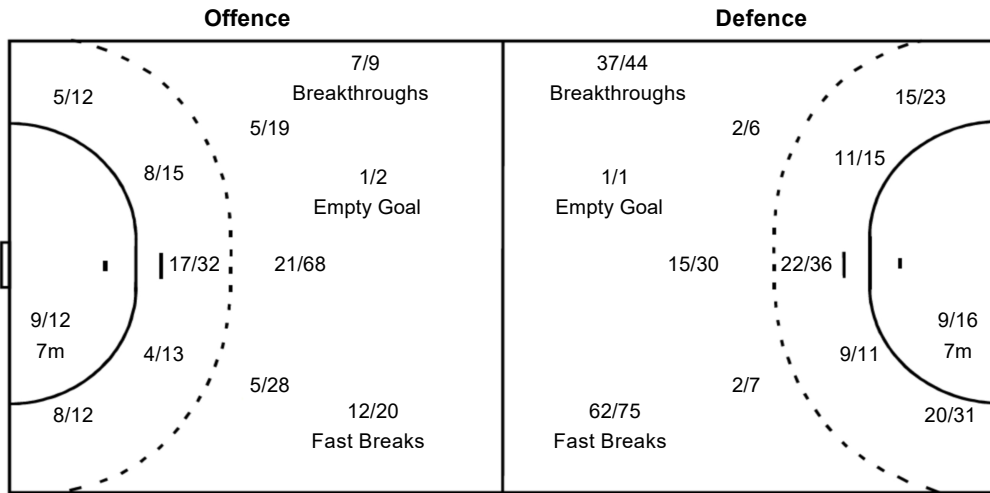 Offence
Defence
7/9
Breakthroughs
37/44
Breakthroughs
5/12
15/23
5/19
2/6
8/15
11/15
1/2
Empty Goal
1/1
Empty Goal
17/32
21/68
15/30
22/36
9/12
7m
9/16
7m
4/13
9/11
5/28
2/7
8/12
12/20
Fast Breaks
62/75
Fast Breaks
20/31